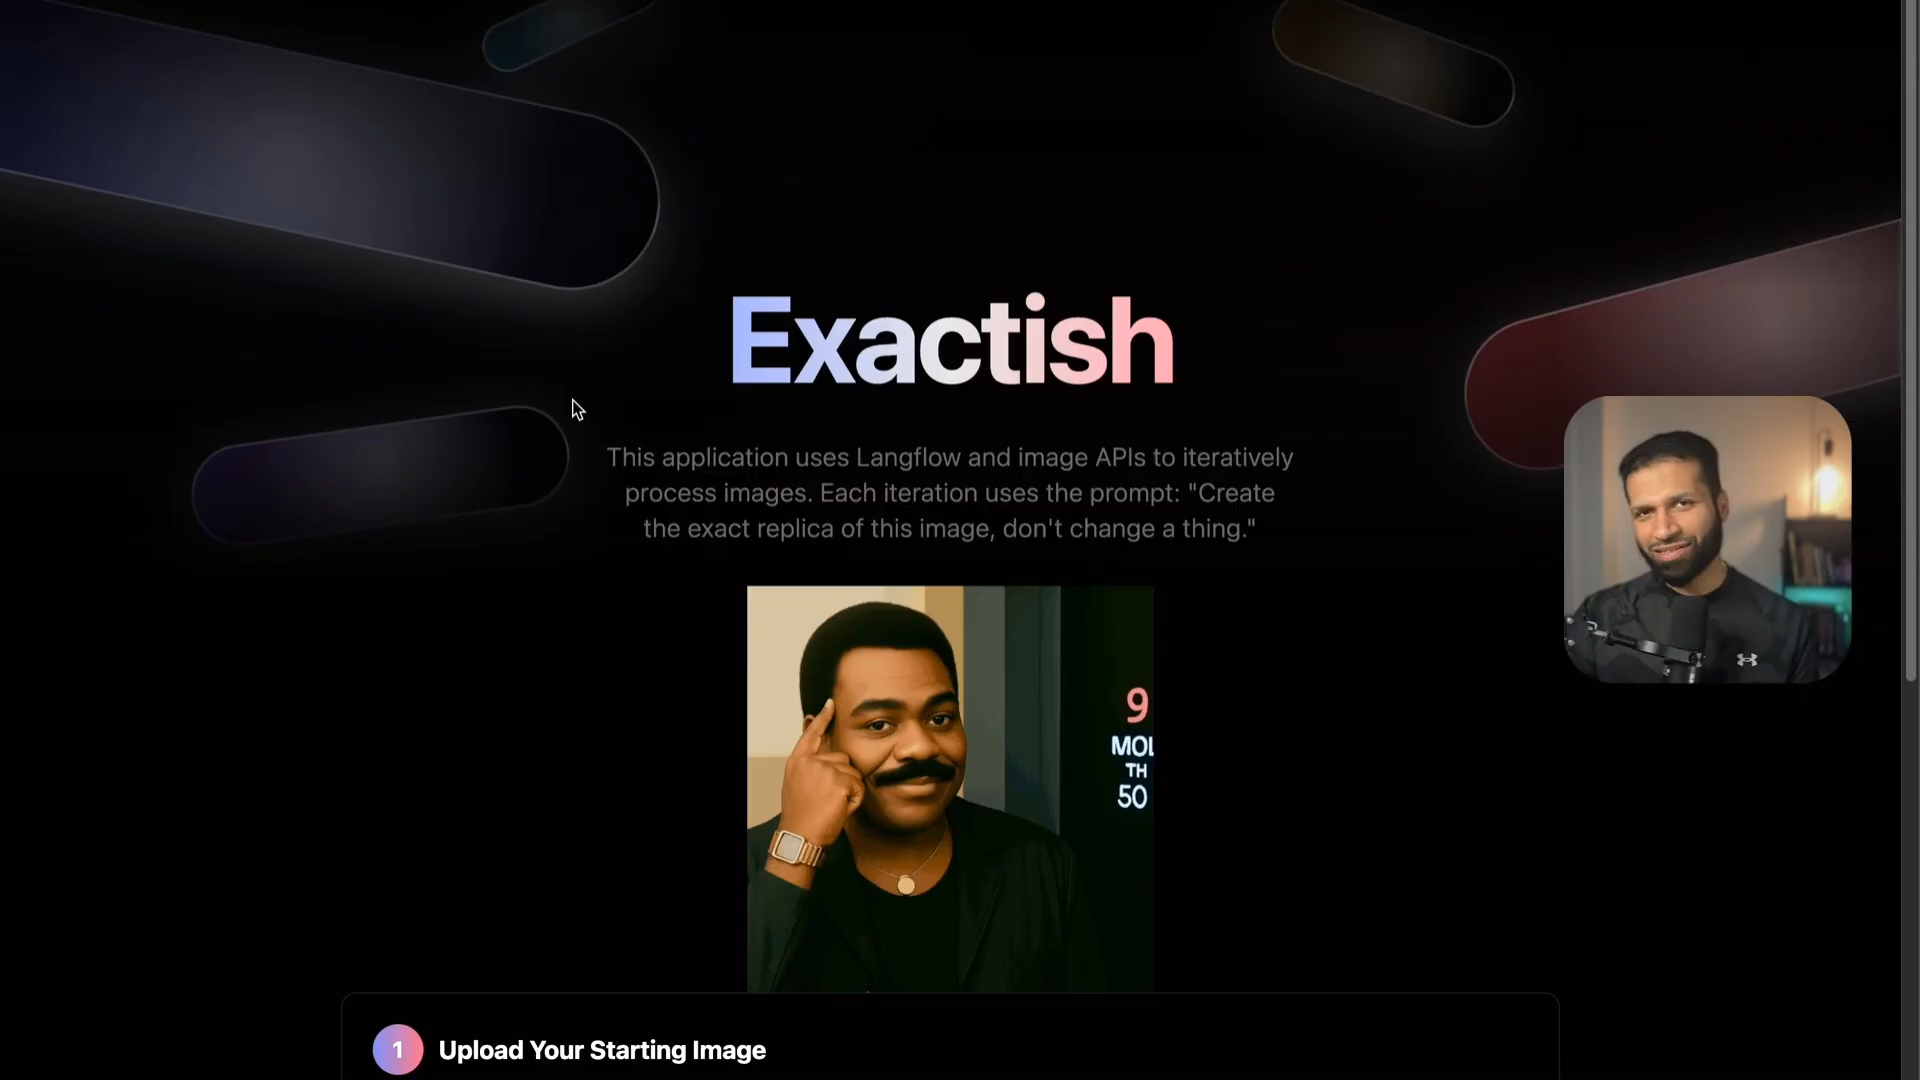 Exactish
This application uses Langflow and image APIs to iteratively
process images. Each iteration uses the prompt: "Create
the exact replica of this image, don't change a thing."
9
MOL
TH
50
1
Upload Your Starting Image